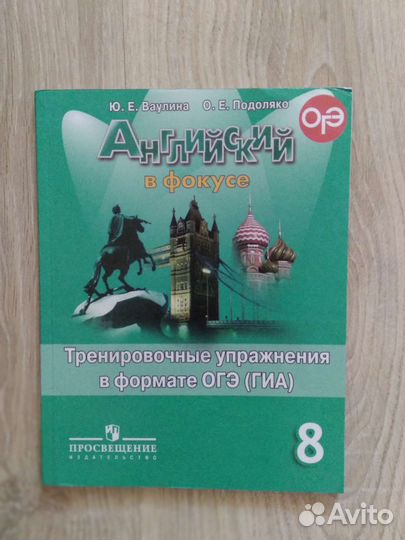 Ю. Е. Ваулина О. Е. Подоляко
ОГЭ
Английский
в фокусе
Тренировочные упражнения
в формате ОГЭ (ГИА)
ПРОСВЕЩЕНИЕ
ИЗДАТЕЛЬСТВО
8
Avito